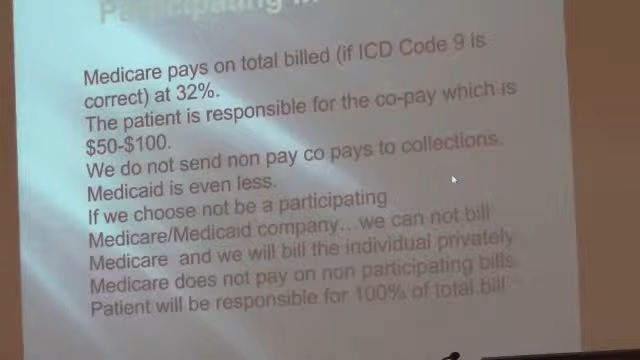 Participating
Medicare pays on total billed (if ICD Code 9 is
correct) at 32%.
The patient is responsible for the co-pay which is
$50-$100.
We do not send non pay co pays to collections.
Medicaid is even less.
If we choose not be a participating
Medicare/Medicaid company...we can not bill
Medicare and we will bill the individual privately
Medicare does not pay on non participating bills.
Patient will be responsible for 100% of total bill